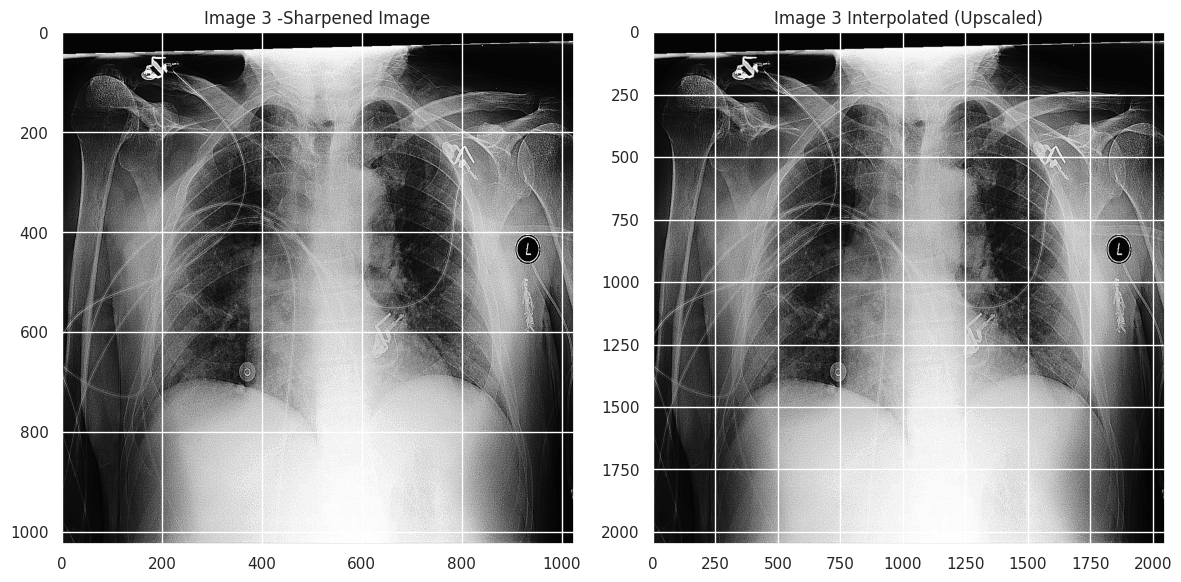 Image 3 -Sharpened Image
0
200
400
600
800
1000
0 200 400 600 800 1000
L
Image 3 Interpolated (Upscaled)
0
250
500
750
1000
1250
1500
1750
2000
0 250 500 750 1000 1250 1500 1750 2000
L